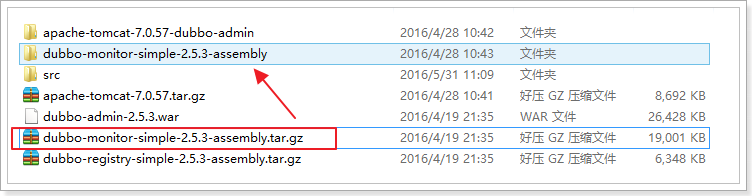 apache-tomcat-7.0.57-dubbo-admin 2016/4/28 10:42 文件夹
dubbo-monitor-simple-2.5.3-assembly 2016/4/28 10:43 文件夹
src 2016/5/31 11:09 文件夹
apache-tomcat-7.0.57.tar.gz 2016/4/28 10:41 好压 GZ 压缩文件 8,692 KB
dubbo-admin-2.5.3.war 2016/4/19 21:35 WAR 文件 26,428 KB
dubbo-monitor-simple-2.5.3-assembly.tar.gz 2016/4/19 21:35 好压 GZ 压缩文件 19,001 KB
dubbo-registry-simple-2.5.3-assembly.tar.gz 2016/4/19 21:35 好压 GZ 压缩文件 6,348 KB